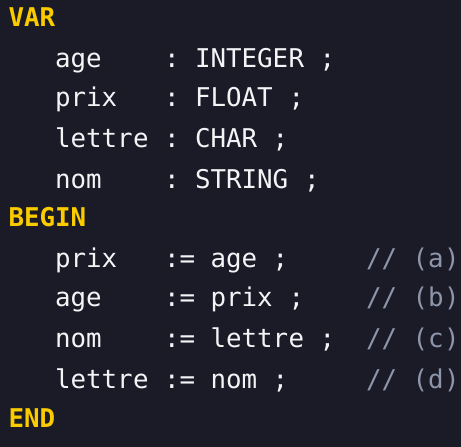 VAR
age : INTEGER ;
prix : FLOAT ;
lettre : CHAR ;
nom : STRING ;
BEGIN
prix := age ; // (a)
age := prix ; // (b)
nom := lettre ; // (c)
lettre := nom ; // (d)
END